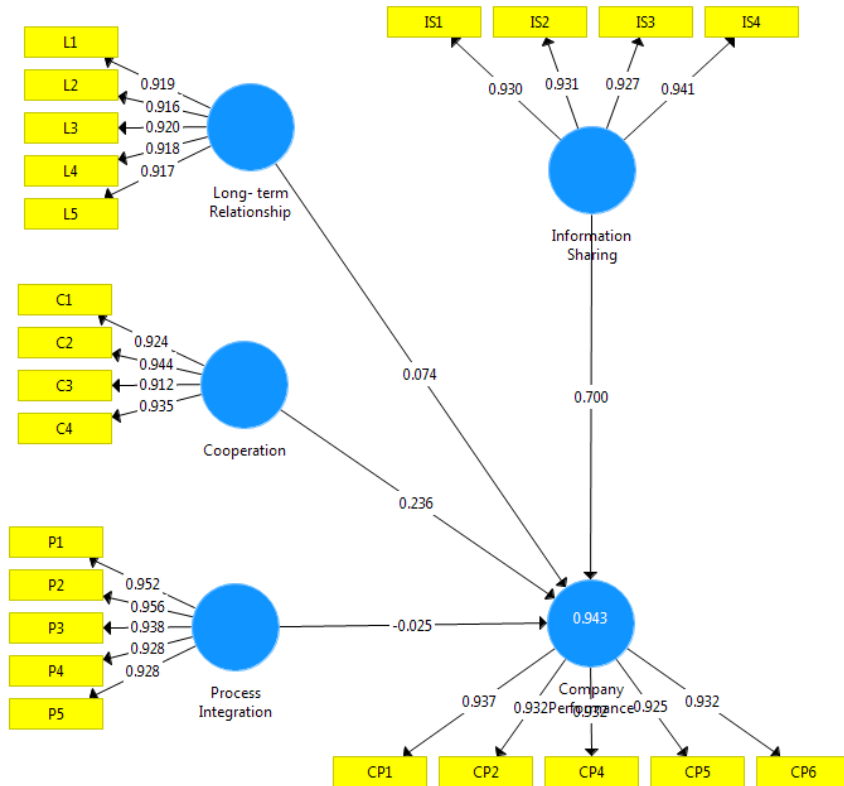 IS1
IS2
IS3
IS4
0.930
0.931
0.927
0.941
Information
Sharing
L1
L2
L3
L4
L5
0.919
0.916
0.920
0.918
0.917
Long- term
Relationship
0.074
0.700
C1
C2
C3
C4
0.924
0.944
0.912
0.935
Cooperation
0.236
P1
P2
P3
P4
P5
0.952
0.956
0.938
0.928
0.928
Process
Integration
-0.025
0.943
Company
Performance
0.937
0.932
0.932
0.925
0.932
CP1
CP2
CP4
CP5
CP6